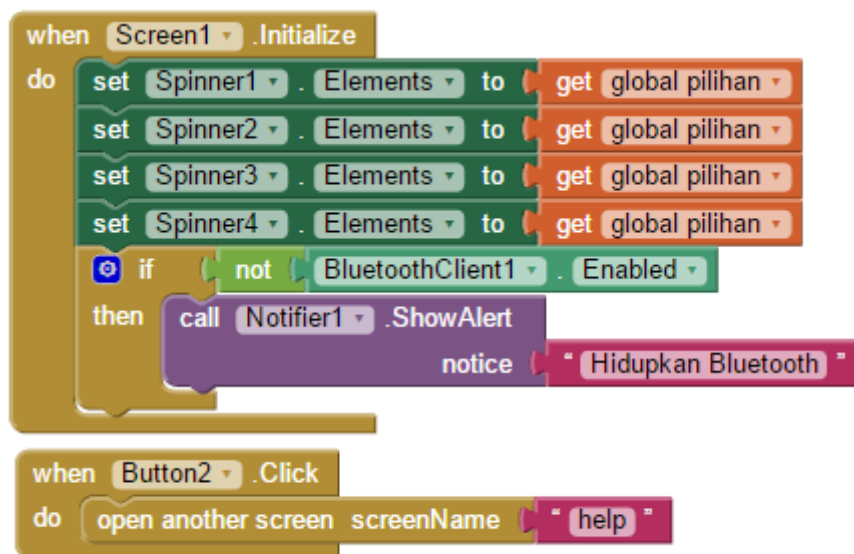 when Screen1 .Initialize
do set Spinner1 . Elements to get global pilihan
set Spinner2 . Elements to get global pilihan
set Spinner3 . Elements to get global pilihan
set Spinner4 . Elements to get global pilihan
if not BluetoothClient1 . Enabled
then call Notifier1 .ShowAlert
notice " Hidupkan Bluetooth "
when Button2 .Click
do open another screen screenName " help "